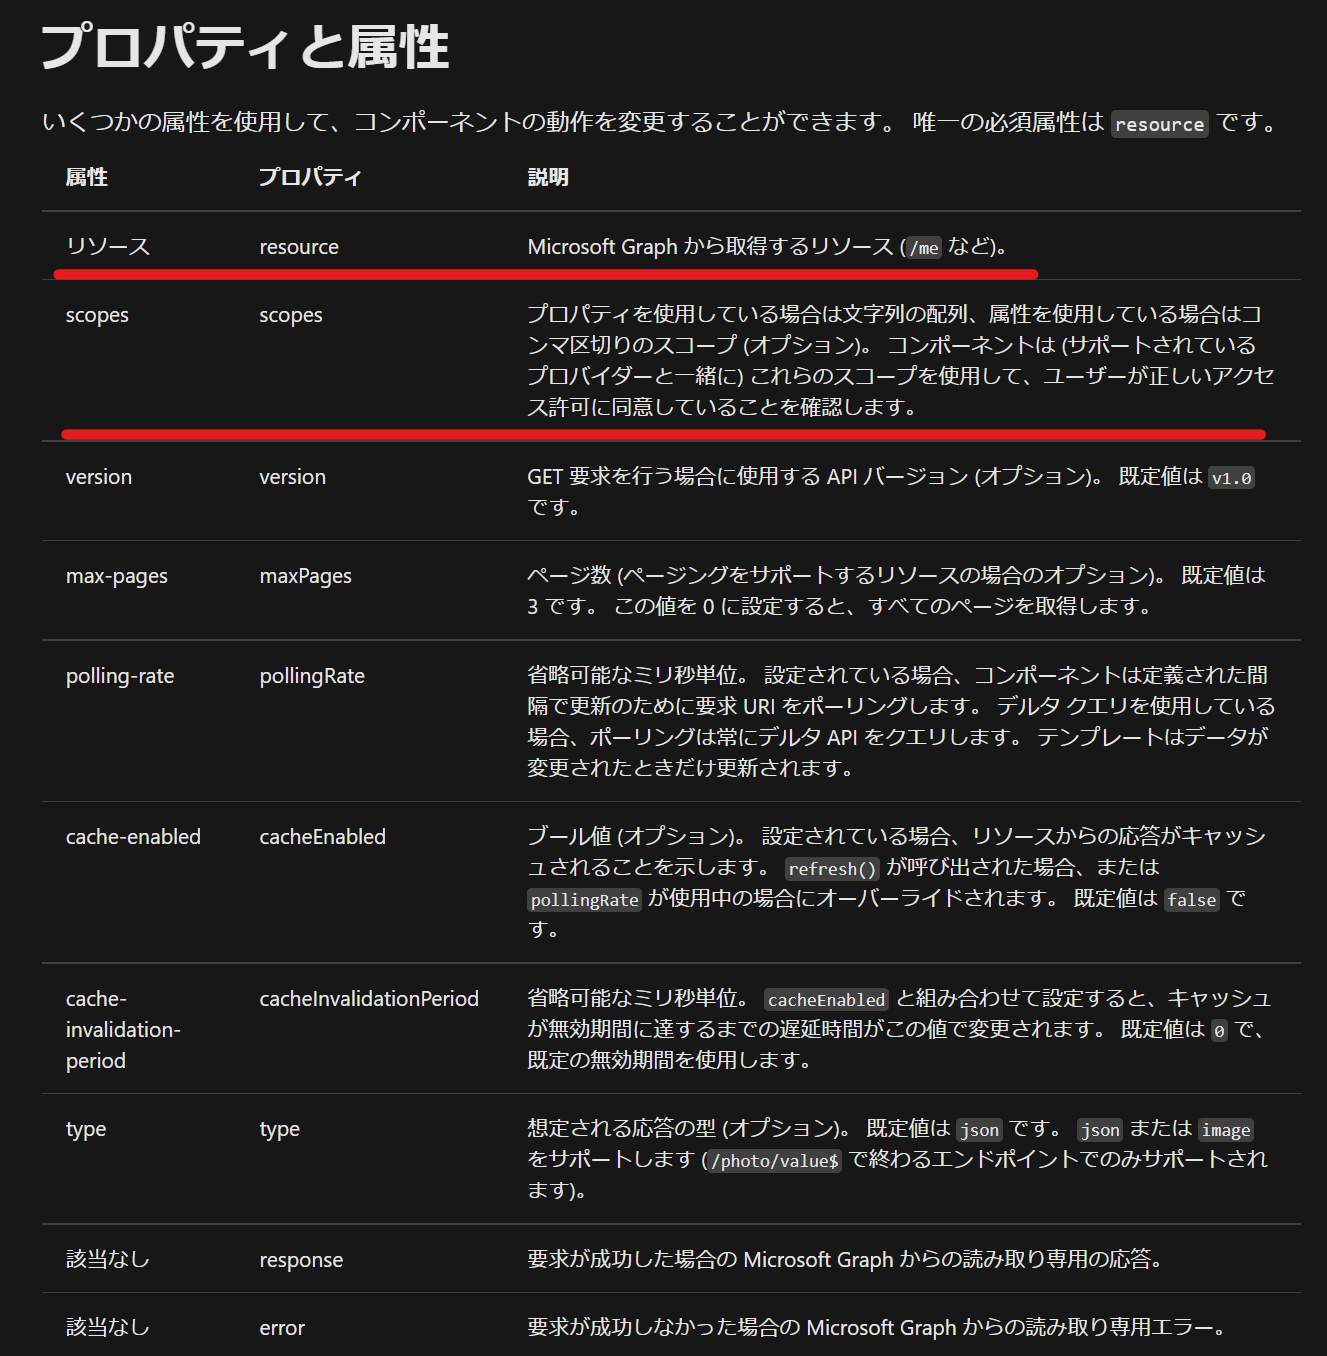 プロパティと属性
いくつかの属性を使用して、コンポーネントの動作を変更することができます。 唯一の必須属性は resource です。
属性 プロパティ 説明
リソース resource Microsoft Graph から取得するリソース (/me など)。
scopes scopes プロパティを使用している場合は文字列の配列、属性を使用している場合はコ
ンマ区切りのスコープ (オプション)。 コンポーネントは (サポートされている
プロバイダーと一緒に) これらのスコープを使用して、ユーザーが正しいアクセ
ス許可に同意していることを確認します。
version version GET 要求を行う場合に使用する API バージョン (オプション)。 既定値は v1.0
です。
max-pages maxPages ページ数 (ページングをサポートするリソースの場合のオプション)。 既定値は
3 です。 この値を 0 に設定すると、すべてのページを取得します。
polling-rate pollingRate 省略可能なミリ秒単位。 設定されている場合、コンポーネントは定義された間
隔で更新のために要求 URI をポーリングします。 デルタ クエリを使用している
場合、ポーリングは常にデルタ API をクエリします。 テンプレートはデータが
変更されたときだけ更新されます。
cache-enabled cacheEnabled ブール値 (オプション)。 設定されている場合、リソースからの応答がキャッシ
ュされることを示します。 refresh() が呼び出された場合、または
pollingRate が使用中の場合にオーバーライドされます。 既定値は false で
す。
cache- cacheInvalidationPeriod 省略可能なミリ秒単位。 cacheEnabled と組み合わせて設定すると、キャッシュ
invalidation- が無効期間に達するまでの遅延時間がこの値で変更されます。 既定値は 0 で、
period 既定の無効期間を使用します。
type type 想定される応答の型 (オプション)。 既定値は json です。 json または image
をサポートします (/photo/value$ で終わるエンドポイントでのみサポートされ
ます)。
該当なし response 要求が成功した場合の Microsoft Graph からの読み取り専用の応答。
該当なし error 要求が成功しなかった場合の Microsoft Graph からの読み取り専用エラー。